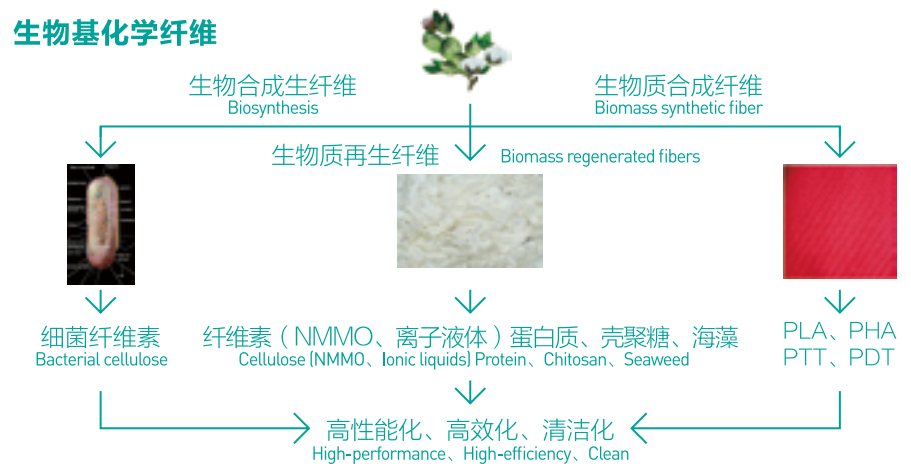 生物基化学纤维
生物合成生纤维
Biosynthesis
生物质合成纤维
Biomass synthetic fiber
生物质再生纤维
Biomass regenerated fibers
细菌纤维素
Bacterial cellulose
纤维素（NMMO、离子液体）蛋白质、壳聚糖、海藻
Cellulose (NMMO、Ionic liquids) Protein、Chitosan、Seaweed
PLA、PHA
PTT、PDT
高性能化、高效化、清洁化
High-performance、High-efficiency、Clean